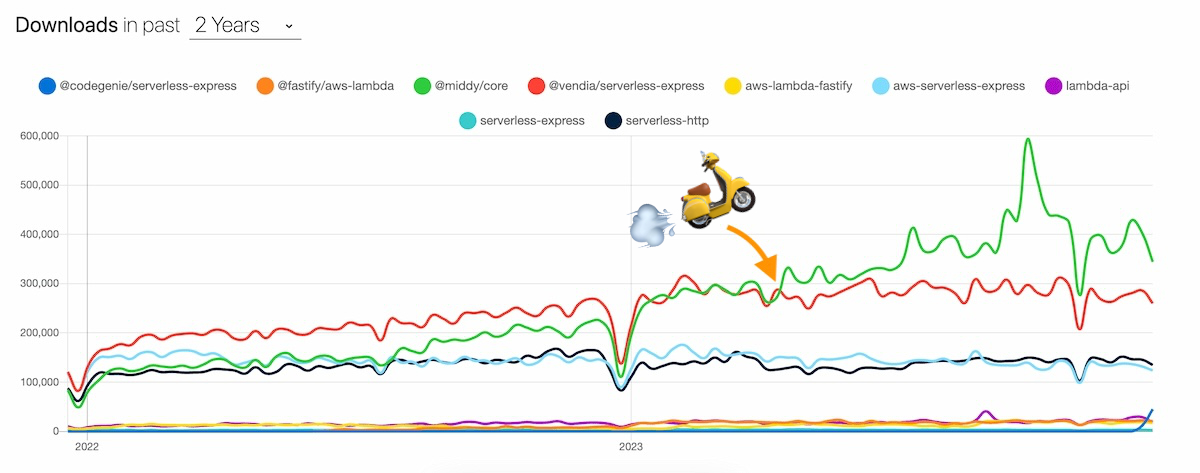 Downloads in past 2 Years
@codegenie/serverless-express @fastify/aws-lambda @middy/core @vendia/serverless-express aws-lambda-fastify aws-serverless-express lambda-api
serverless-express serverless-http
600,000
500,000
400,000
300,000
200,000
100,000
0
2022 2023